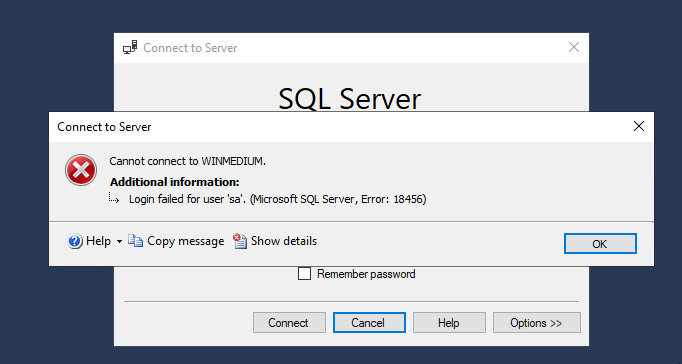 Connect to Server
SQL Server
Connect to Server
Cannot connect to WINMEDIUM.
Additional information:
Login failed for user 'sa'. (Microsoft SQL Server, Error: 18456)
Help Copy message Show details OK
Remember password
Connect Cancel Help Options >>